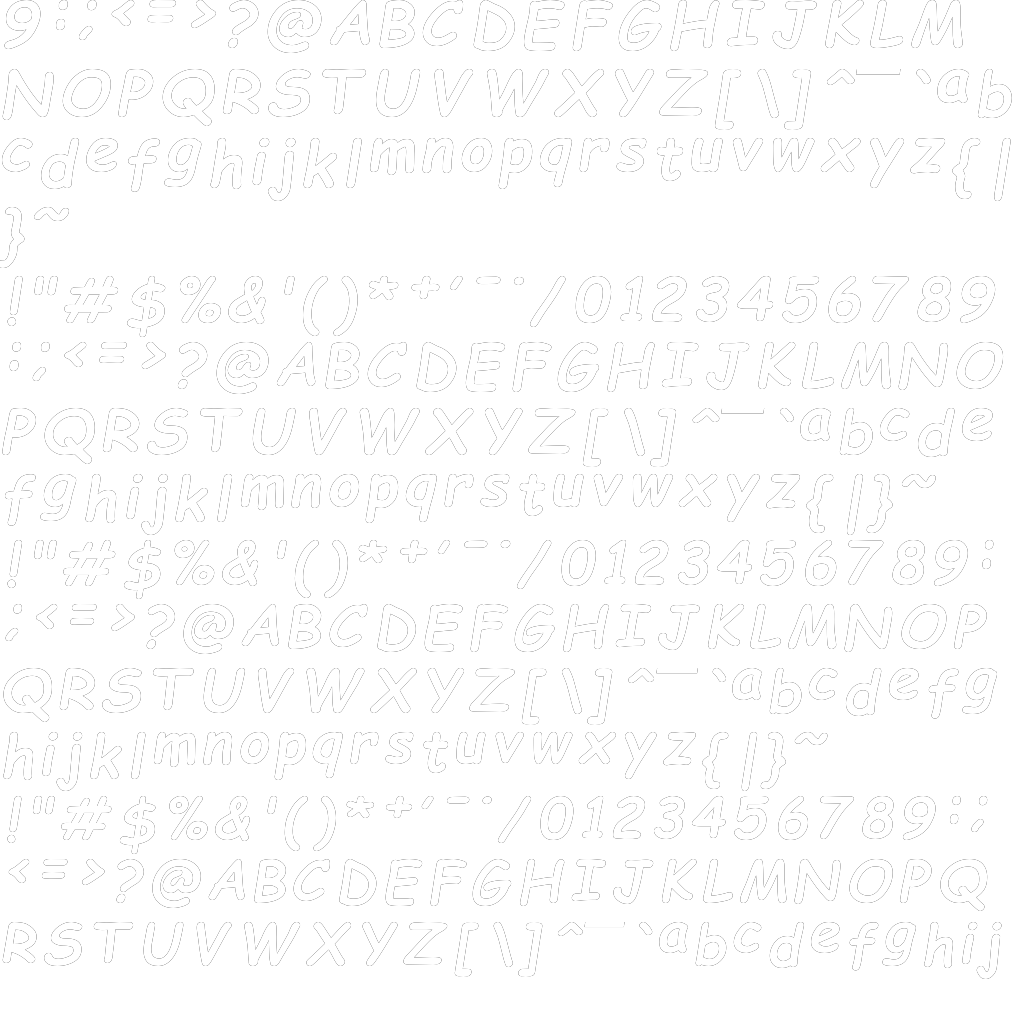 9:;<=>?@ABCDEFGHIJKLM
NOPQRSTUVWXYZ[\]^¯`ab
cdefghijklmnopqrstuvwxyz{|
}~
!"#$%&'()*+,-./0123456789
:;<=>?@ABCDEFGHIJKLMNO
PQRSTUVWXYZ[\]^¯`abcde
fghijklmnopqrstuvwxyz{|}~
!"#$%&'()*+,-./0123456789:
;<=>?@ABCDEFGHIJKLMNOP
QRSTUVWXYZ[\]^¯`abcdefg
hijklmnopqrstuvwxyz{|}~
!"#$%&'()*+,-./0123456789:;
<=>?@ABCDEFGHIJKLMNOPQ
RSTUVWXYZ[\]^¯`abcdefghij